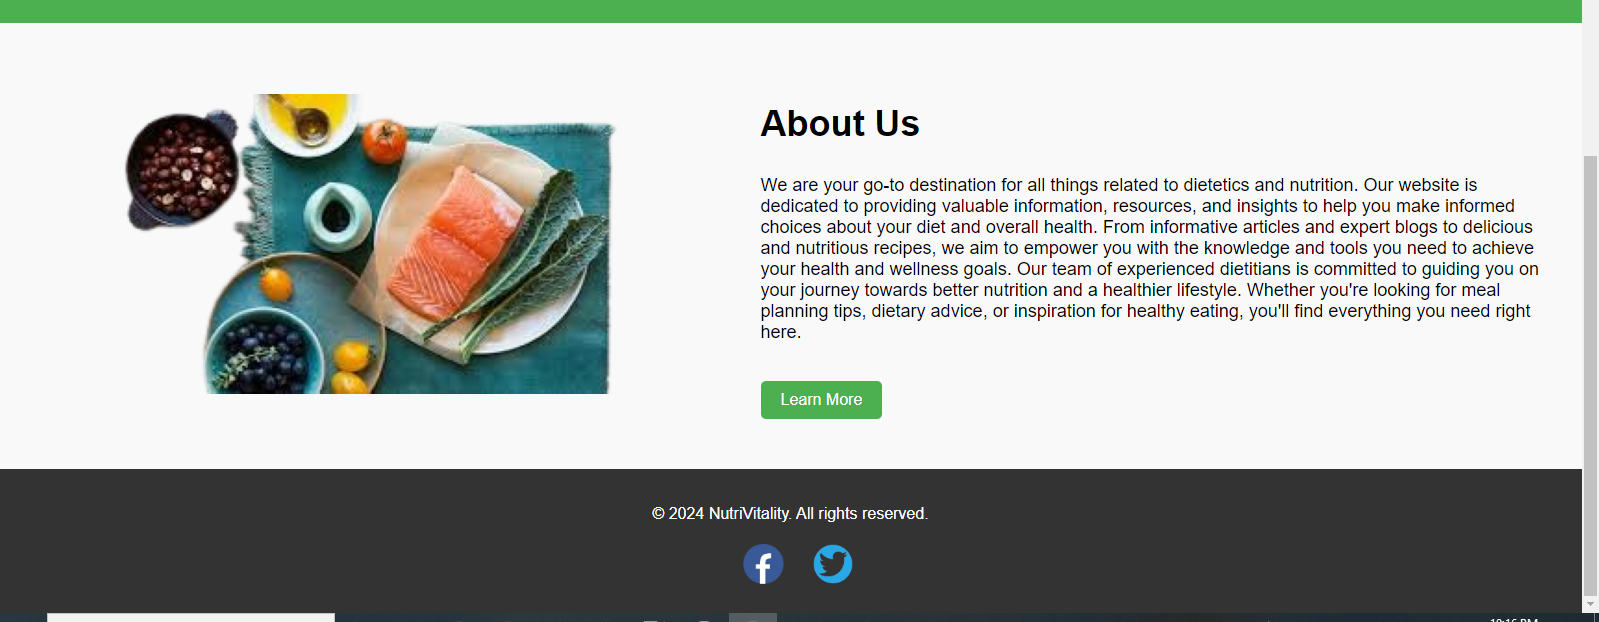 About Us
We are your go-to destination for all things related to dietetics and nutrition. Our website is
dedicated to providing valuable information, resources, and insights to help you make informed
choices about your diet and overall health. From informative articles and expert blogs to delicious
and nutritious recipes, we aim to empower you with the knowledge and tools you need to achieve
your health and wellness goals. Our team of experienced dietitians is committed to guiding you on
your journey towards better nutrition and a healthier lifestyle. Whether you're looking for meal
planning tips, dietary advice, or inspiration for healthy eating, you'll find everything you need right
here.
Learn More
© 2024 NutriVitality. All rights reserved.